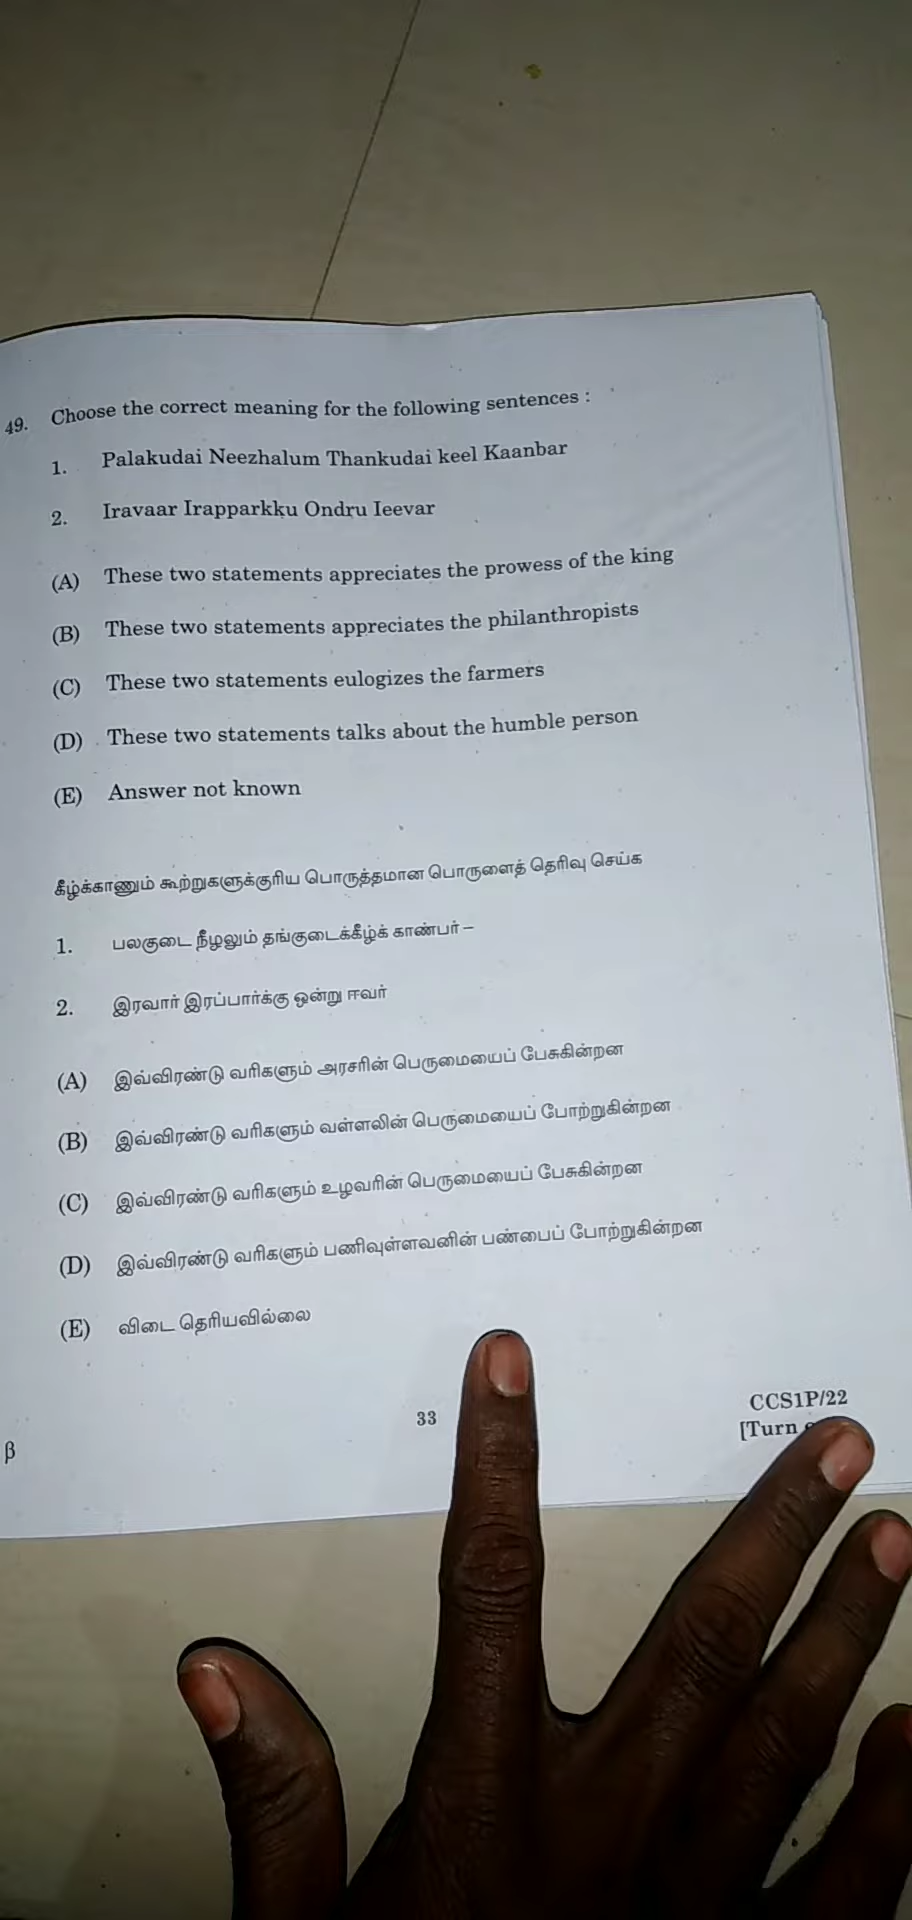 49. Choose the correct meaning for the following sentences :
1. Palakudai Neezhalum Thankudai keel Kaanbar
2. Iravaar Irapparkku Ondru Ieevar
(A) These two statements appreciates the prowess of the king
(B) These two statements appreciates the philanthropists
(C) These two statements eulogizes the farmers
(D) These two statements talks about the humble person
(E) Answer not known
கீழ்க்காணும் கூற்றுகளுக்குரிய பொருத்தமான பொருளைத் தெரிவு செய்க
1. பலகுடை நீழலும் தங்குடைக்கீழ்க் காண்பர் –
2. இரவார் இரப்பார்க்கு ஒன்று ஈவர்
(A) இவ்விரண்டு வரிகளும் அரசரின் பெருமையைப் பேசுகின்றன
(B) இவ்விரண்டு வரிகளும் வள்ளலின் பெருமையைப் போற்றுகின்றன
(C) இவ்விரண்டு வரிகளும் உழவரின் பெருமையைப் பேசுகின்றன
(D) இவ்விரண்டு வரிகளும் பணிவுள்ளவனின் பண்பைப் போற்றுகின்றன
(E) விடை தெரியவில்லை
33
CCS1P/22
[Turn
β